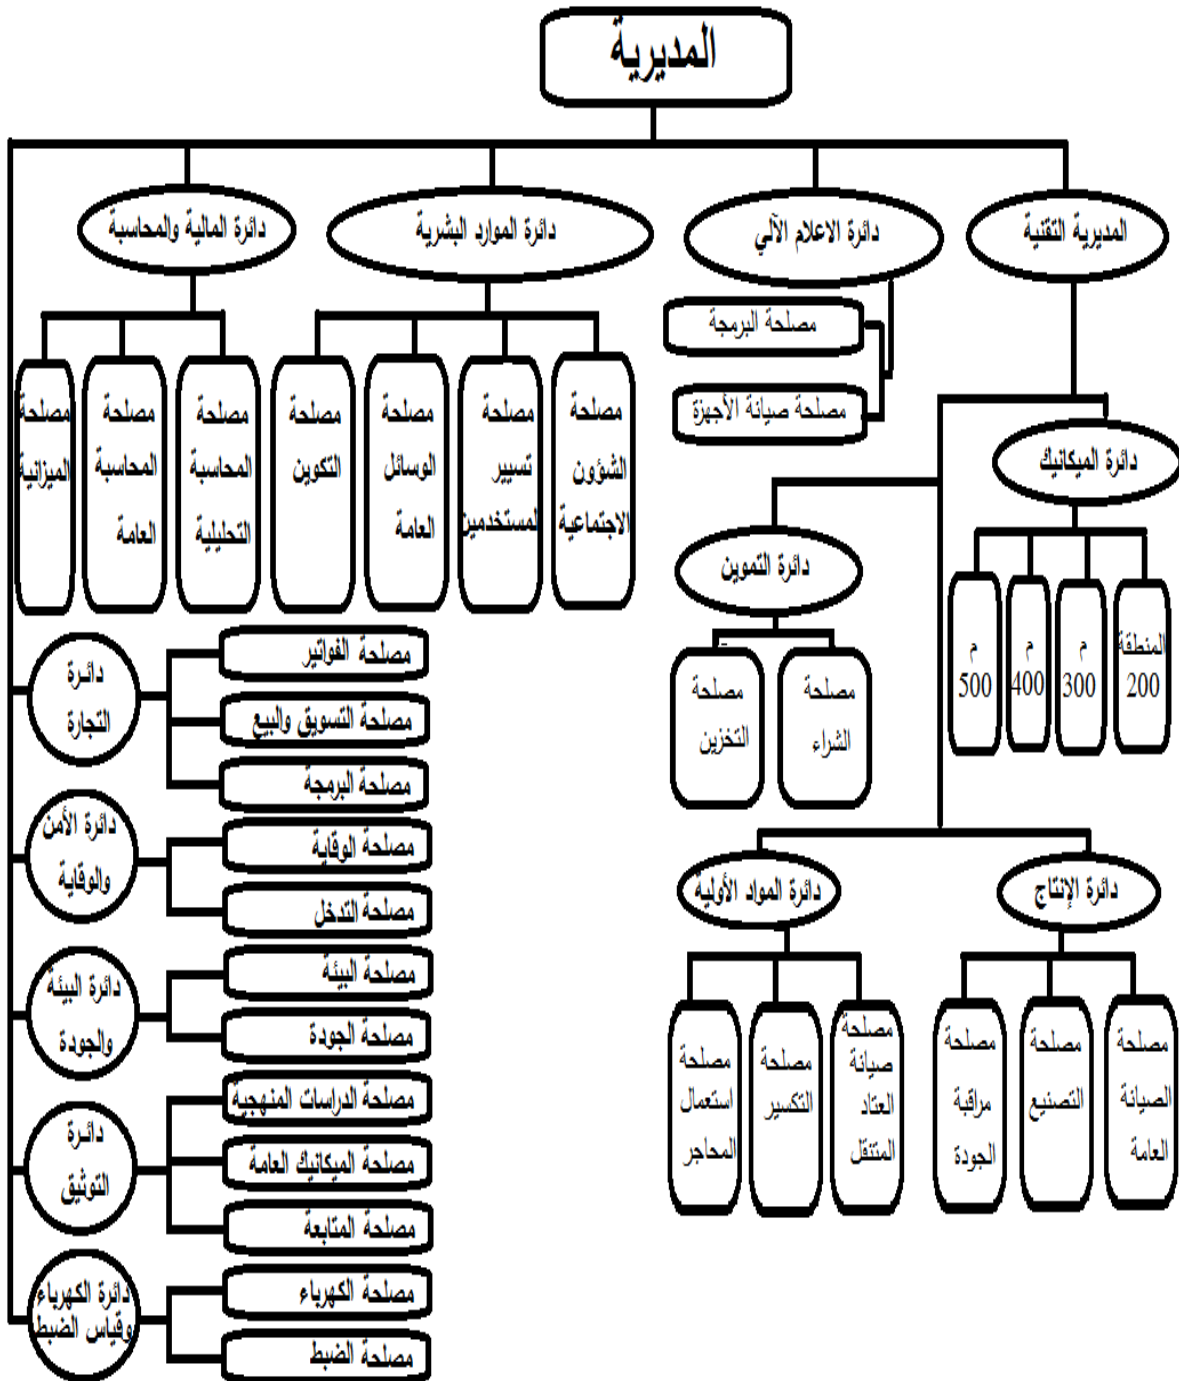 المديرية
المديرية التقنية
دائرة الاعلام الآلي
دائرة الموارد البشرية
دائرة المالية والمحاسبة
مصلحة البرمجة
مصلحة صيانة الأجهزة
مصلحة
الشؤون
الاجتماعية
مصلحة
تسيير
لمستخدمين
مصلحة
الوسائل
العامة
مصلحة
التكوين
مصلحة
المحاسبة
التحليلية
مصلحة
المحاسبة
العامة
مصلحة
الميزانية
دائرة الميكانيك
المنطقة
200
م
300
م
400
م
500
دائرة التموين
مصلحة
الشراء
مصلحة
التخزين
دائرة الإنتاج
مصلحة
الصيانة
العامة
مصلحة
التصنيع
مصلحة
مراقبة
الجودة
دائرة المواد الأولية
مصلحة
صيانة
العتاد
المتنقل
مصلحة
التكسير
مصلحة
استعمال
المحاجر
دائرة
التجارة
مصلحة الفواتير
مصلحة التسويق والبيع
مصلحة البرمجة
دائرة الأمن
والوقاية
مصلحة الوقاية
مصلحة التدخل
دائرة البيئة
والجودة
مصلحة البيئة
مصلحة الجودة
دائرة
التوثيق
مصلحة الدراسات المنهجية
مصلحة الميكانيك العامة
مصلحة المتابعة
دائرة الكهرباء
وقياس الضبط
مصلحة الكهرباء
مصلحة الضبط